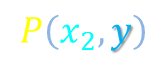 P(x₂, y)